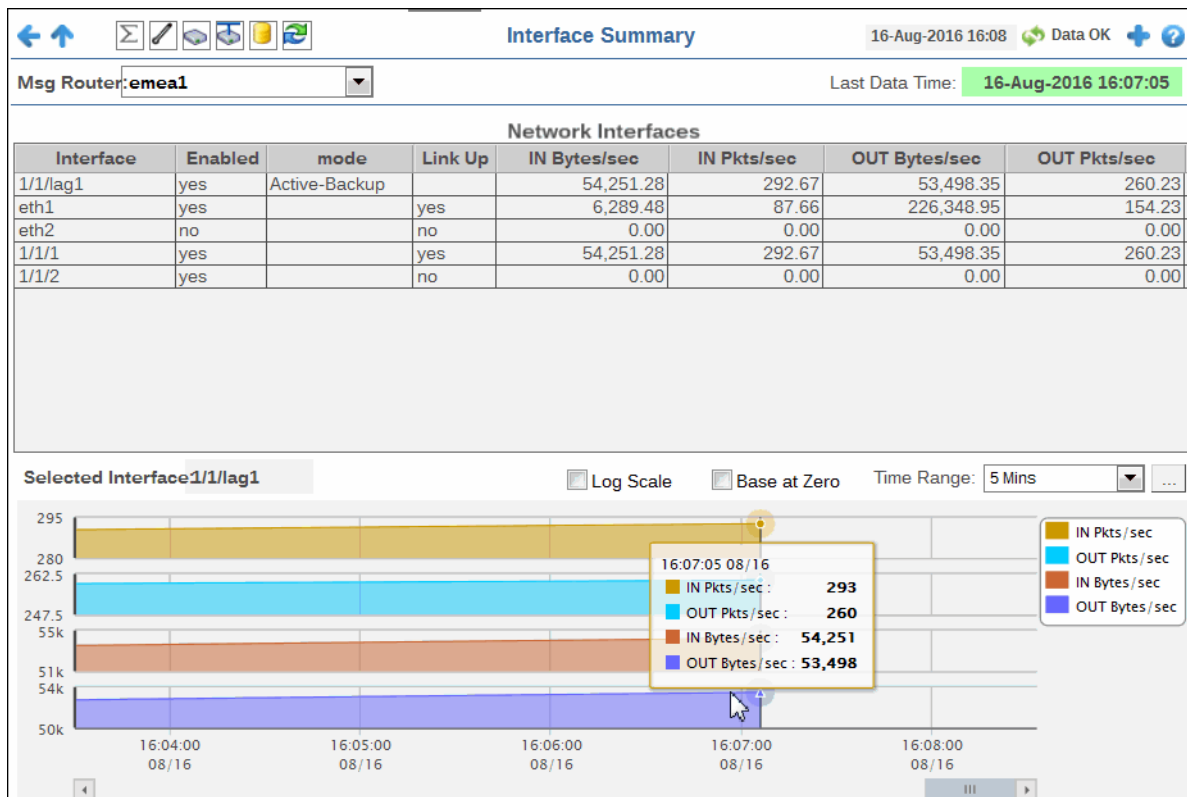 Interface Summary
16-Aug-2016 16:08 Data OK
Msg Router: emea1
Last Data Time: 16-Aug-2016 16:07:05
Network Interfaces
Interface Enabled mode Link Up IN Bytes/sec IN Pkts/sec OUT Bytes/sec OUT Pkts/sec
1/1/lag1 yes Active-Backup 54,251.28 292.67 53,498.35 260.23
eth1 yes yes 6,289.48 87.66 226,348.95 154.23
eth2 no no 0.00 0.00 0.00 0.00
1/1/1 yes yes 54,251.28 292.67 53,498.35 260.23
1/1/2 yes no 0.00 0.00 0.00 0.00
Selected Interface: 1/1/lag1 Log Scale Base at Zero Time Range: 5 Mins ...
295
280
262.5
247.5
55k
51k
54k
50k
16:07:05 08/16
IN Pkts/sec : 293
OUT Pkts/sec : 260
IN Bytes/sec : 54,251
OUT Bytes/sec : 53,498
IN Pkts/sec
OUT Pkts/sec
IN Bytes/sec
OUT Bytes/sec
16:04:00 16:05:00 16:06:00 16:07:00 16:08:00
08/16 08/16 08/16 08/16 08/16